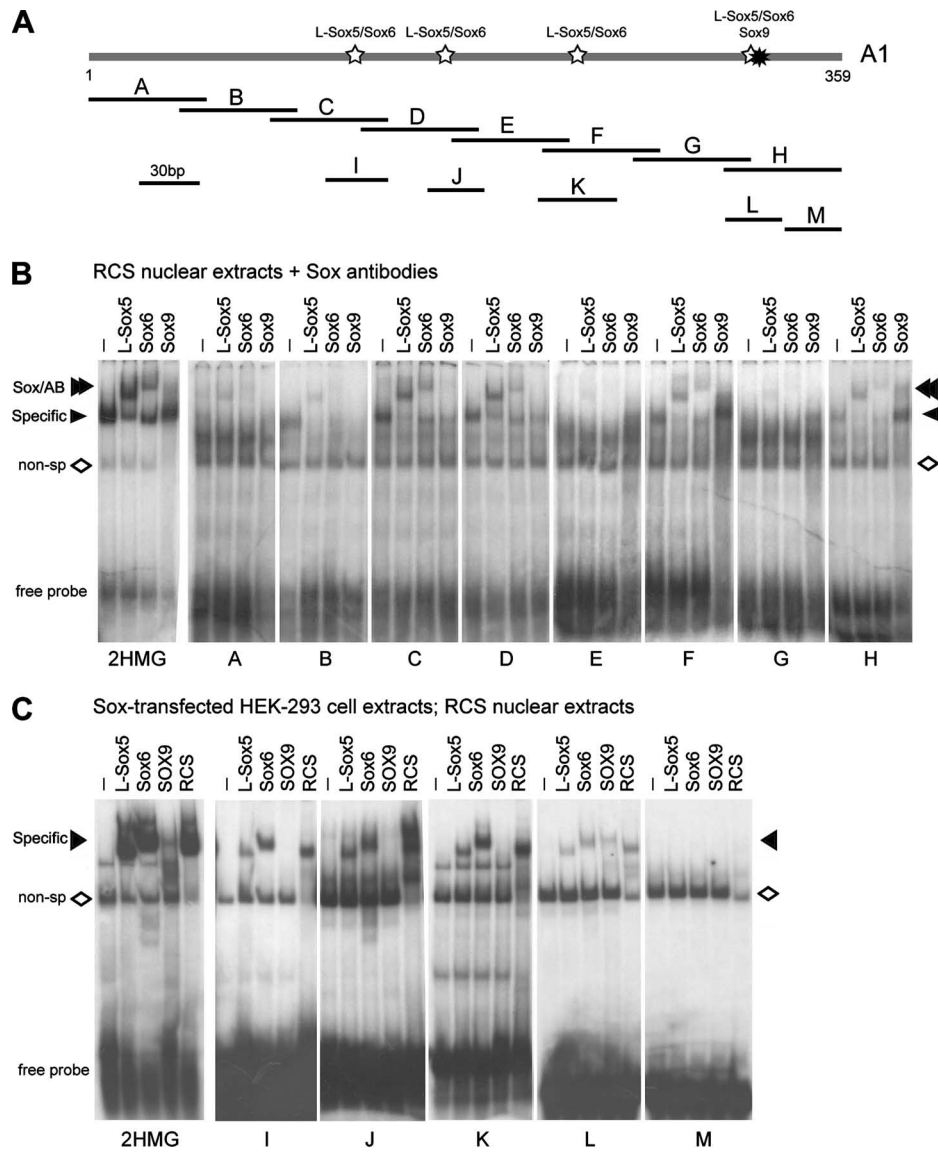 A
L-Sox5/Sox6 L-Sox5/Sox6 L-Sox5/Sox6 L-Sox5/Sox6
Sox9
A1
1 359
A
B
C
D
E
F
G
H
30bp
I
J
K
L
M
B RCS nuclear extracts + Sox antibodies
– L-Sox5 Sox6 Sox9 – L-Sox5 Sox6 Sox9 – L-Sox5 Sox6 Sox9 – L-Sox5 Sox6 Sox9 – L-Sox5 Sox6 Sox9 – L-Sox5 Sox6 Sox9 – L-Sox5 Sox6 Sox9 – L-Sox5 Sox6 Sox9 – L-Sox5 Sox6 Sox9
Sox/AB
Specific
non-sp
free probe
2HMG A B C D E F G H
C Sox-transfected HEK-293 cell extracts; RCS nuclear extracts
– L-Sox5 Sox6 SOX9 RCS – L-Sox5 Sox6 SOX9 RCS – L-Sox5 Sox6 SOX9 RCS – L-Sox5 Sox6 SOX9 RCS – L-Sox5 Sox6 SOX9 RCS – L-Sox5 Sox6 SOX9 RCS
Specific
non-sp
free probe
2HMG I J K L M